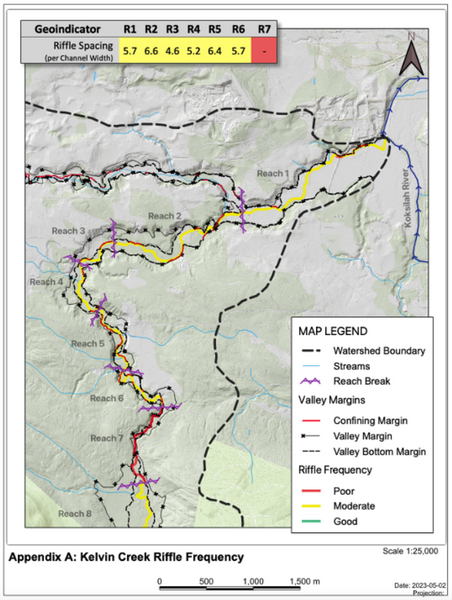 Geoindicator R1 R2 R3 R4 R5 R6 R7
Riffle Spacing
(per Channel Width) 5.7 6.6 4.6 5.2 6.4 5.7 -
N
Reach 1
Koksilah River
Reach 2
Reach 3
Reach 4
Reach 5
Reach 6
Reach 7
Reach 8
MAP LEGEND
Watershed Boundary
Streams
Reach Break
Valley Margins
Confining Margin
Valley Margin
Valley Bottom Margin
Riffle Frequency
Poor
Moderate
Good
Appendix A: Kelvin Creek Riffle Frequency
Scale 1:25,000
0 500 1,000 1,500 m
Date: 2023-05-02
Projection: